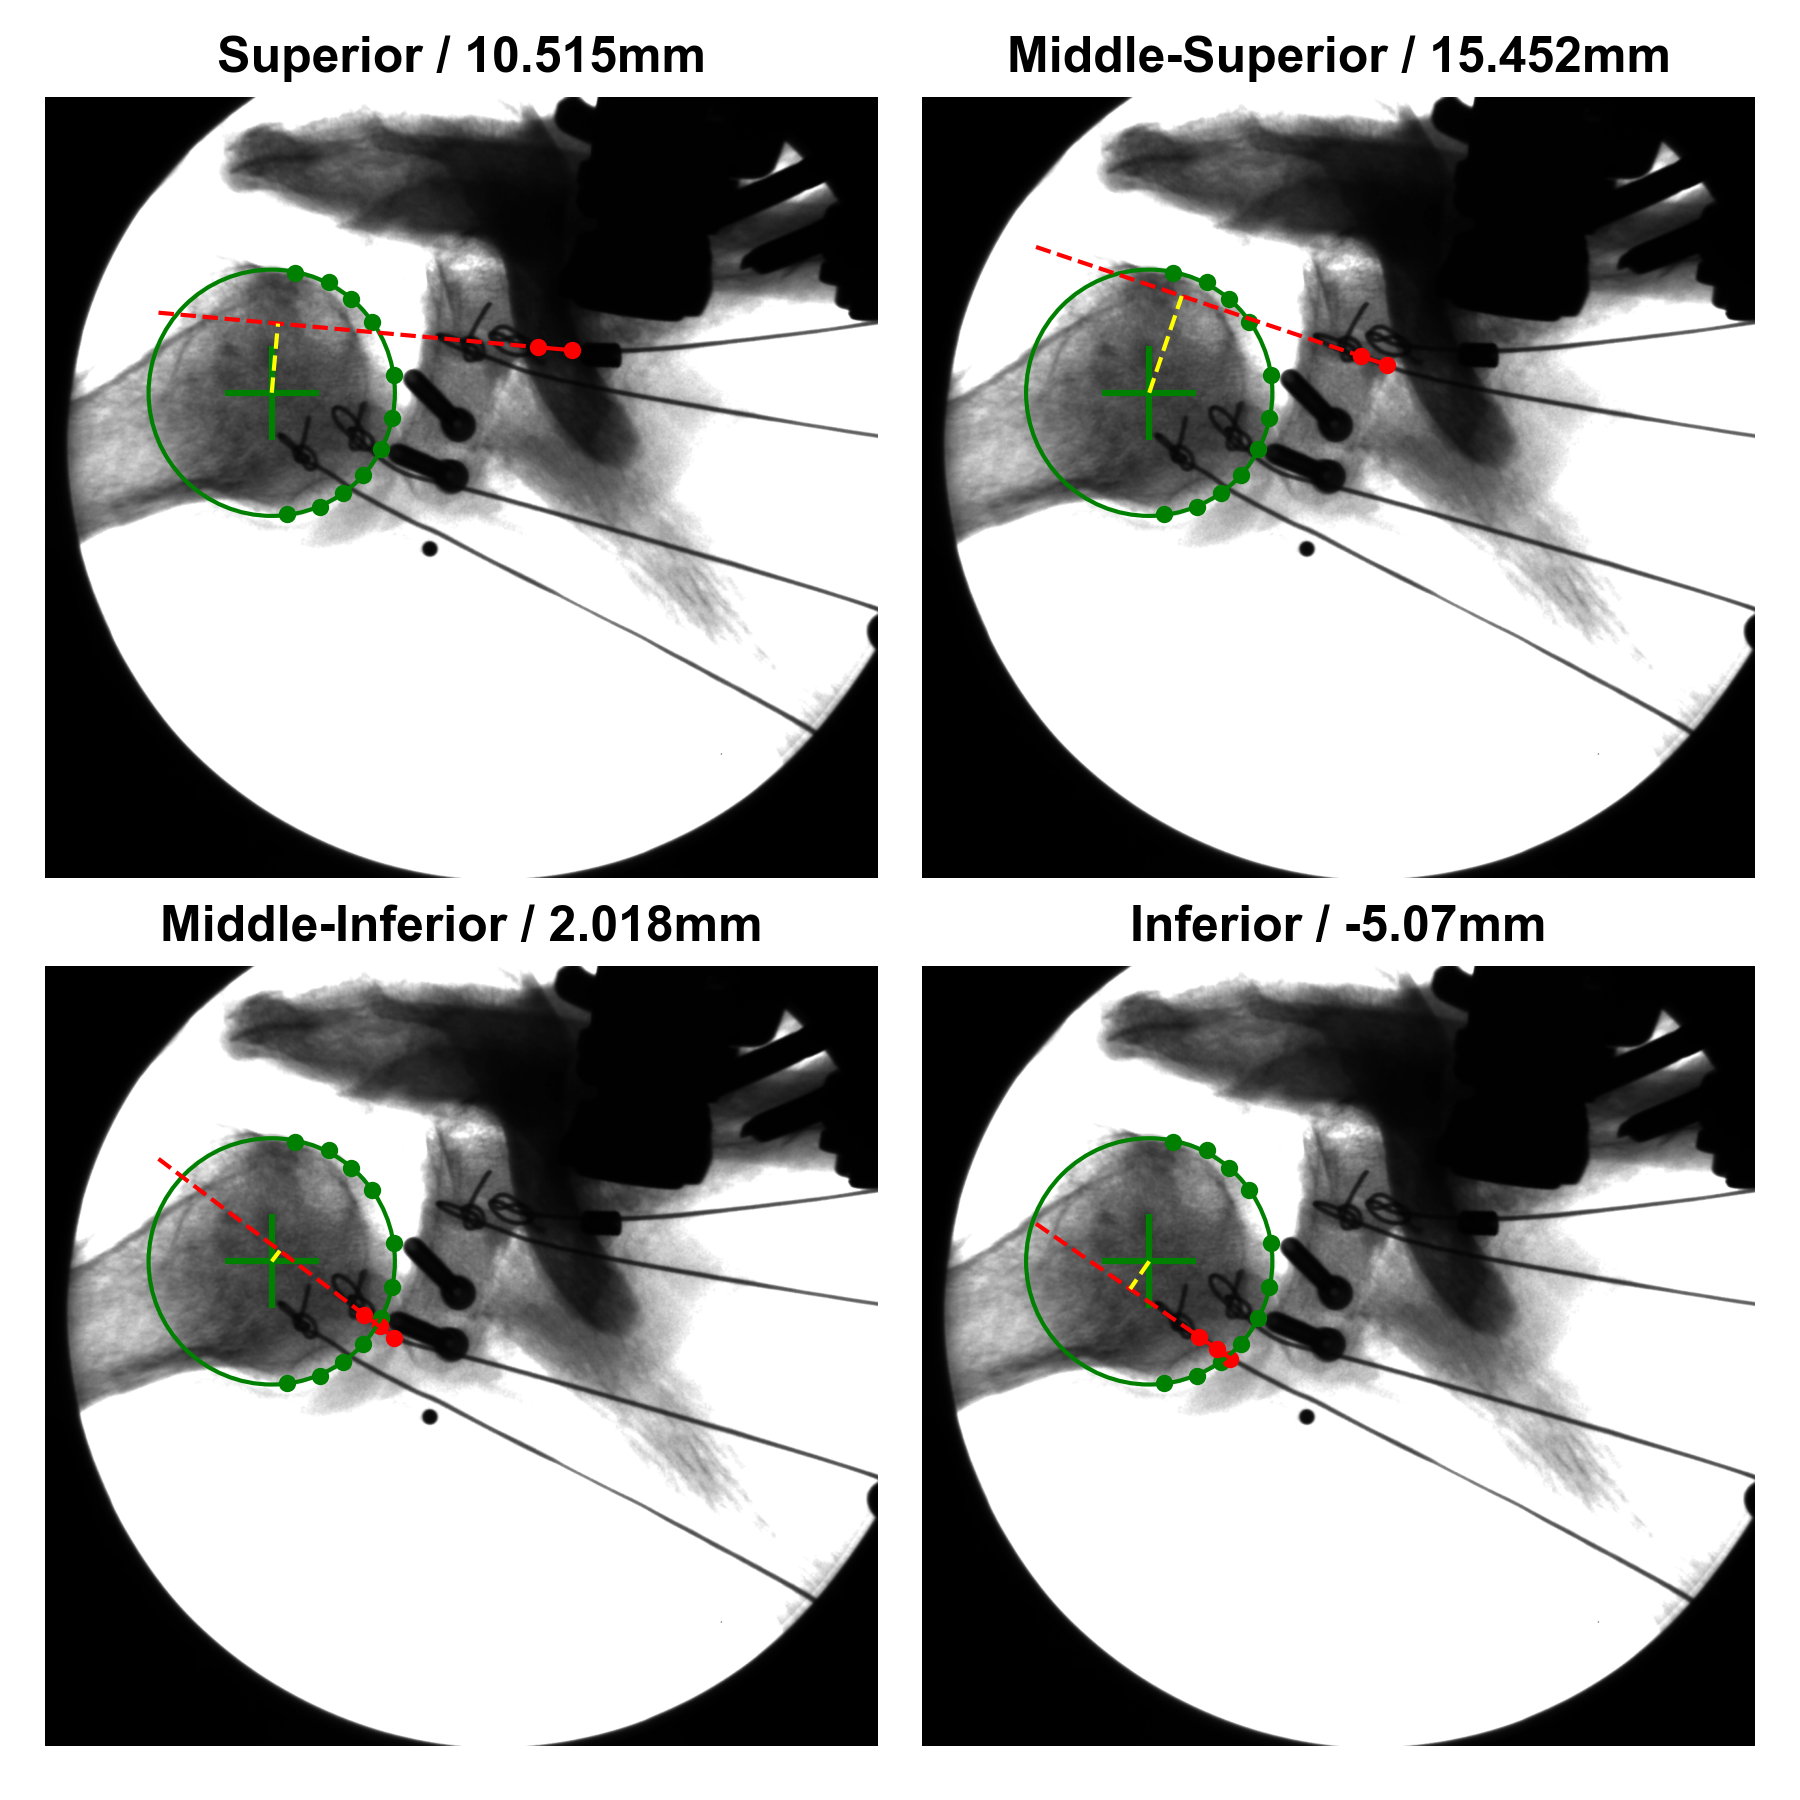 Superior / 10.515mm
Middle-Superior / 15.452mm
Middle-Inferior / 2.018mm
Inferior / -5.07mm